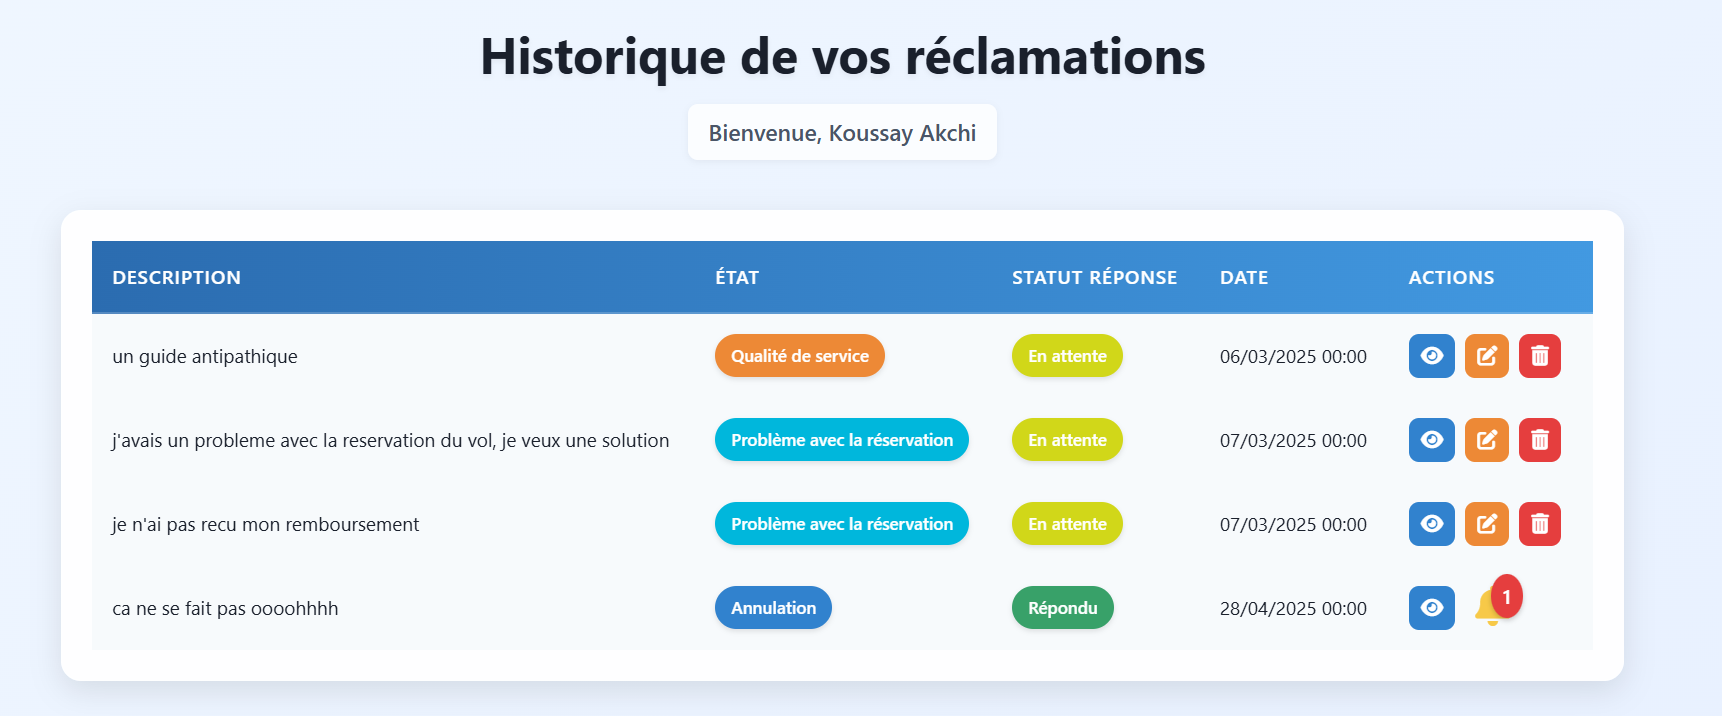 Historique de vos réclamations
Bienvenue, Koussay Akchi
DESCRIPTION ÉTAT STATUT RÉPONSE DATE ACTIONS
un guide antipathique Qualité de service En attente 06/03/2025 00:00
j'avais un probleme avec la reservation du vol, je veux une solution Problème avec la réservation En attente 07/03/2025 00:00
je n'ai pas recu mon remboursement Problème avec la réservation En attente 07/03/2025 00:00
ca ne se fait pas oooohhhh Annulation Répondu 28/04/2025 00:00 1